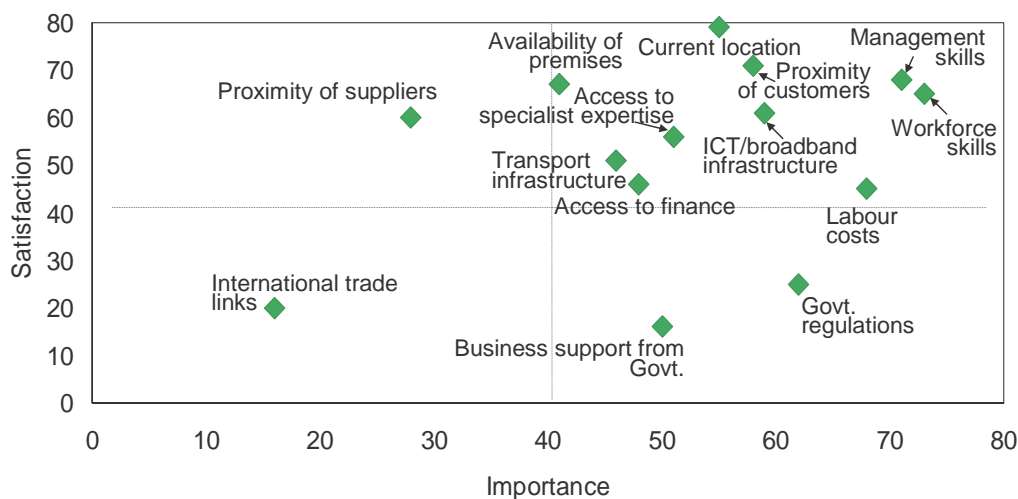 80
70
60
50
40
30
20
10
0
Satisfaction
Availability of
premises
Current location
Management
skills
Proximity of suppliers
Access to
specialist expertise
Proximity
of customers
Workforce
skills
ICT/broadband
infrastructure
Transport
infrastructure
Access to finance
Labour
costs
International trade
links
Govt.
regulations
Business support from
Govt.
0
10
20
30
40
50
60
70
80
Importance